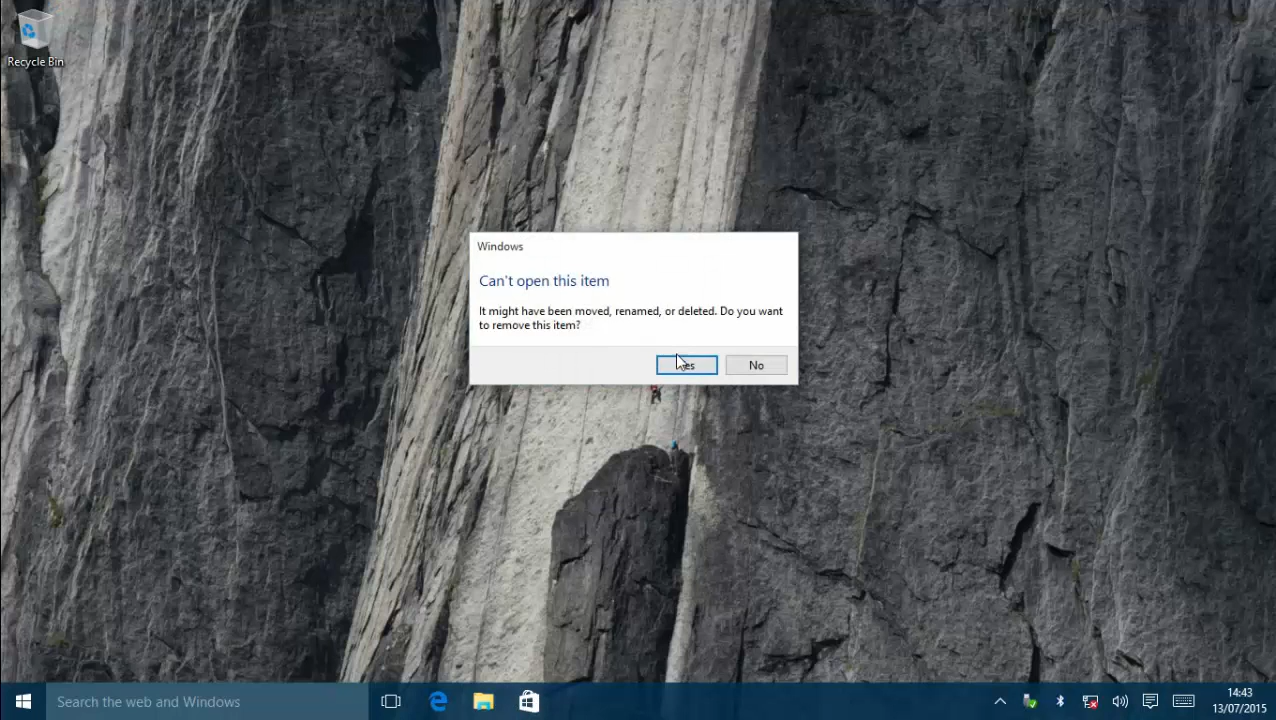 Recycle Bin
Windows
Can't open this item
It might have been moved, renamed, or deleted. Do you want
to remove this item?
No
Search the web and Windows
14:43
13/07/2015